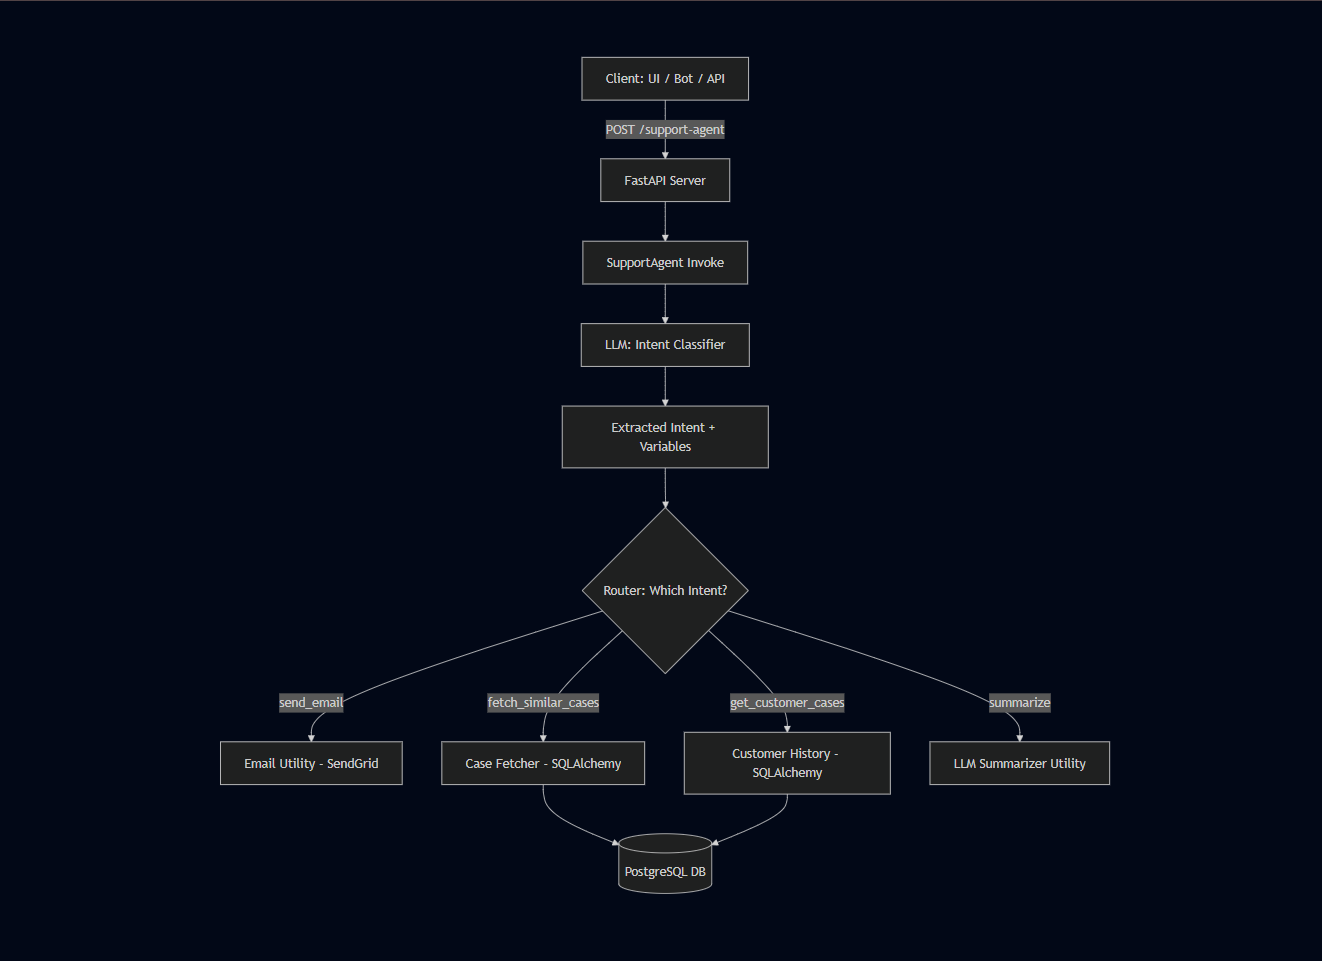 Client: UI / Bot / API
POST /support-agent
FastAPI Server
SupportAgent Invoke
LLM: Intent Classifier
Extracted Intent +
Variables
Router: Which Intent?
send_email
fetch_similar_cases
get_customer_cases
summarize
Email Utility - SendGrid
Case Fetcher - SQLAlchemy
Customer History -
SQLAlchemy
LLM Summarizer Utility
PostgreSQL DB